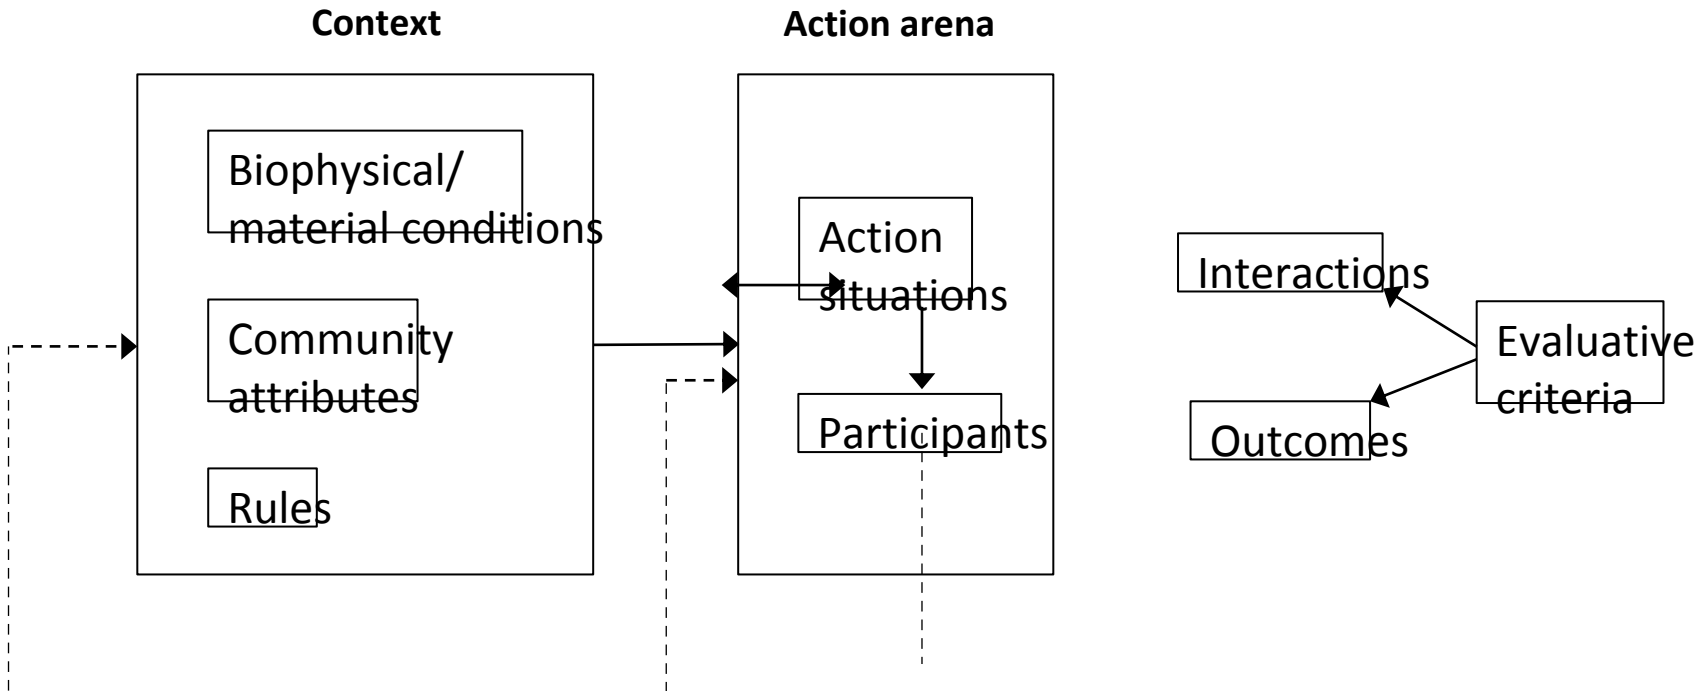 Context
Action arena
Biophysical/
material conditions
Community
attributes
Rules
Action
situations
Participants
Interactions
Outcomes
Evaluative
criteria